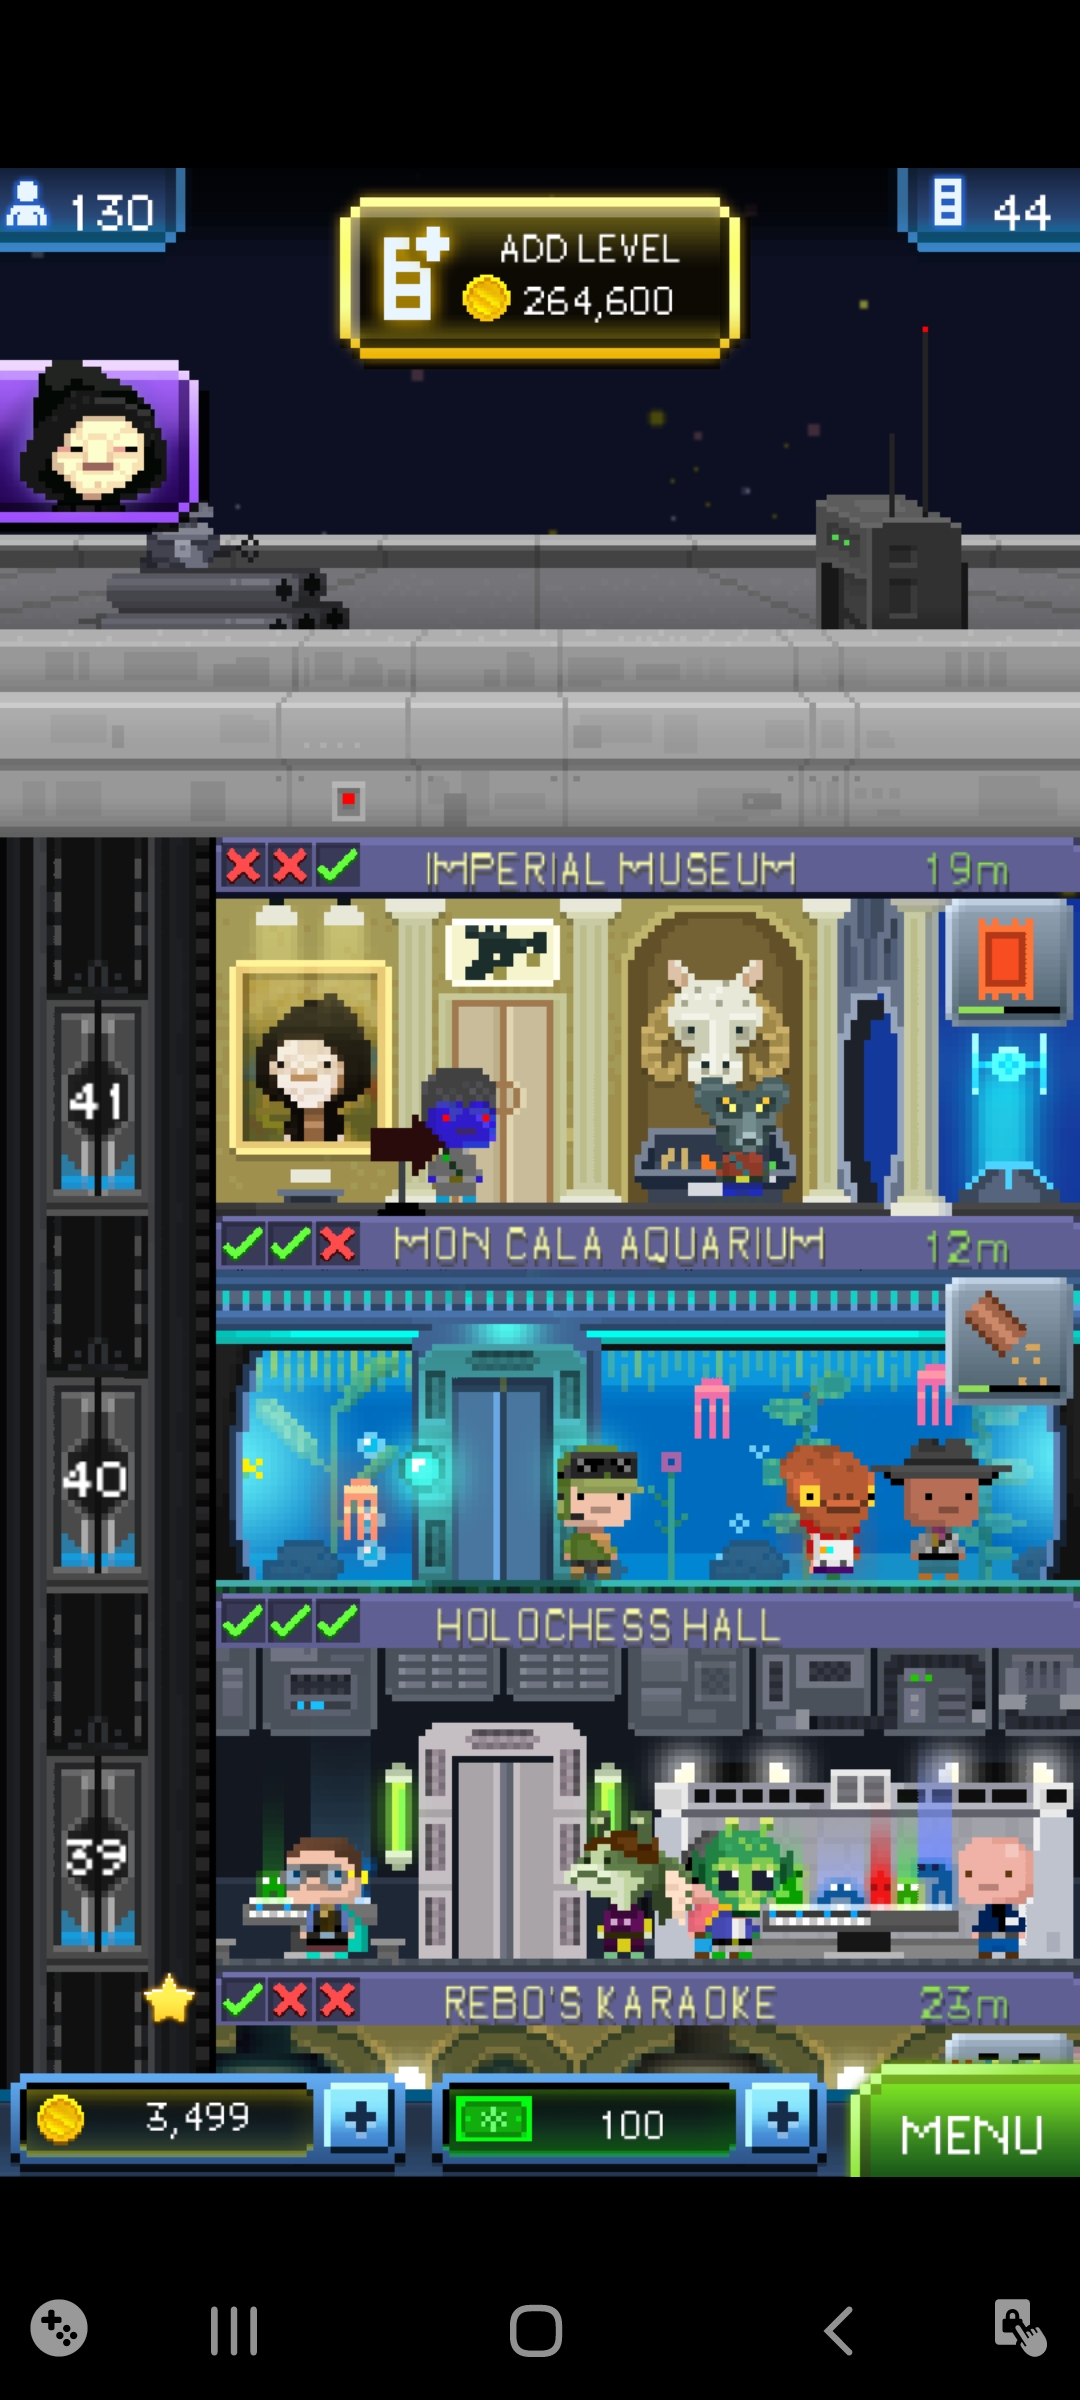 130
ADD LEVEL
264,600
44
IMPERIAL MUSEUM 19m
41
MON CALA AQUARIUM 12m
40
HOLOCHESS HALL
39
REBO'S KARAOKE 23m
3,499
100
MENU